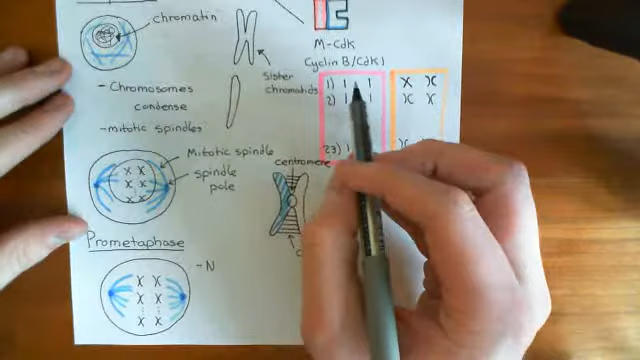 chromatin
- Chromosomes
condense
- mitotic spindles
Sister
chromatids
M-Cdk
Cyclin B/Cdk1
1)
2)
23)
Mitotic spindle
spindle
pole
centromere
Prometaphase
- N